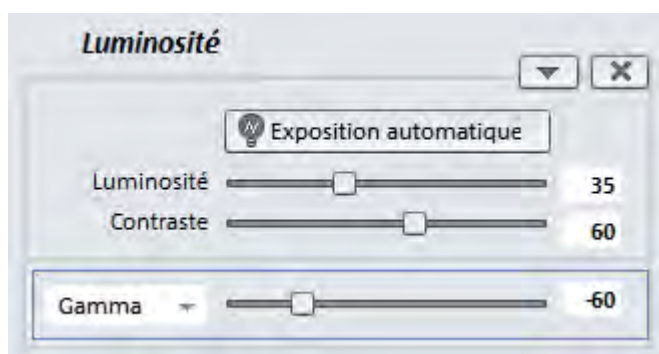 Luminosité
Exposition automatique
Luminosité 35
Contraste 60
Gamma -60